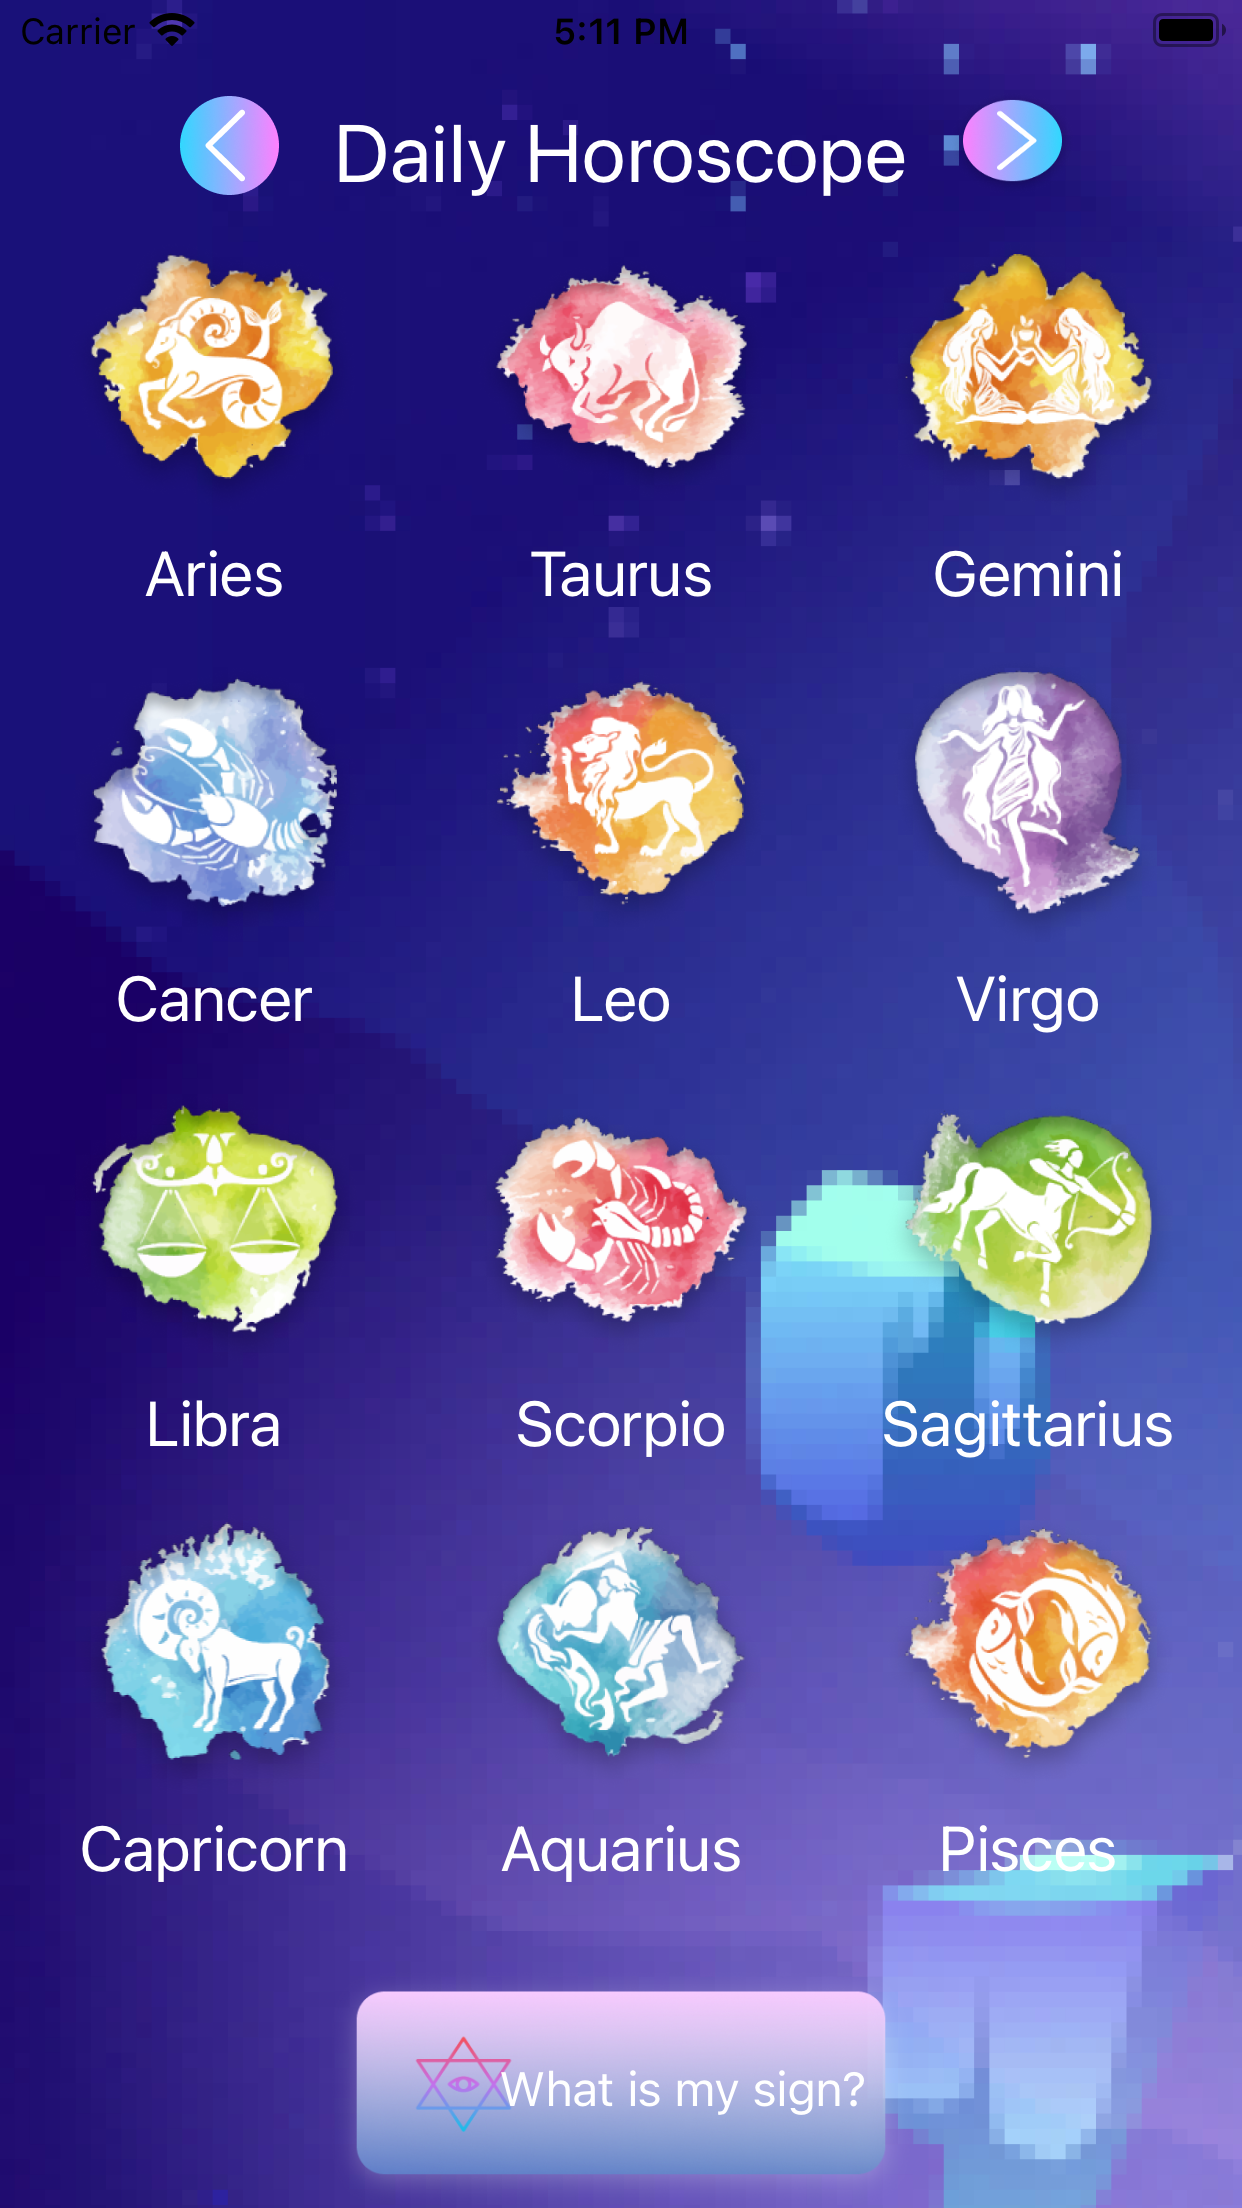 Carrier 5:11 PM
Daily Horoscope
Aries Taurus Gemini
Cancer Leo Virgo
Libra Scorpio Sagittarius
Capricorn Aquarius Pisces
What is my sign?